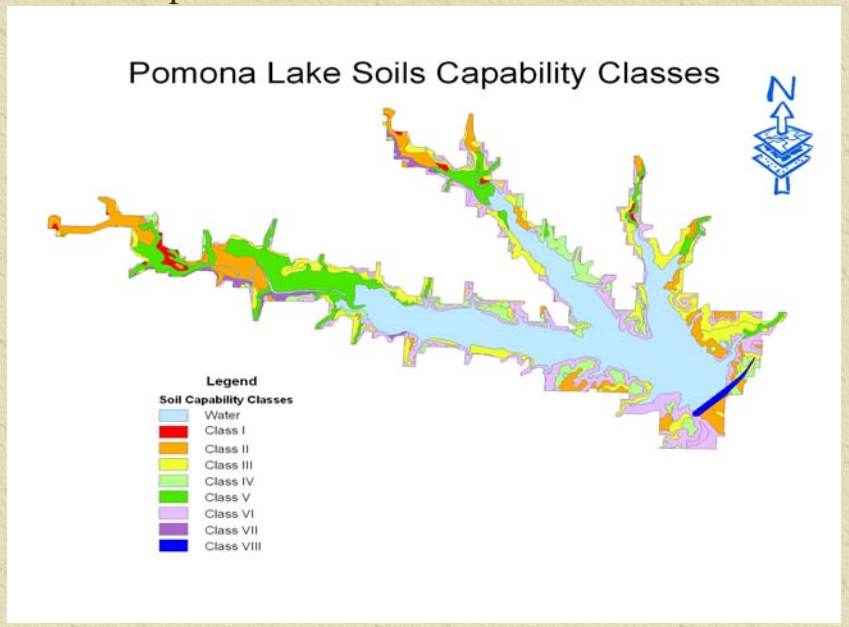 Pomona Lake Soils Capability Classes
N
Legend
Soil Capability Classes
Water
Class I
Class II
Class III
Class IV
Class V
Class VI
Class VII
Class VIII